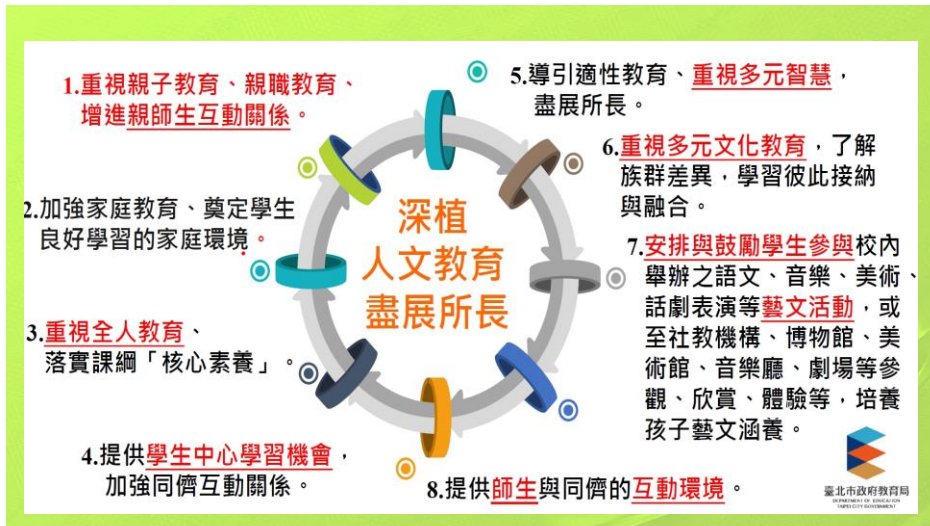 1.重視親子教育、親職教育、
增進親師生互動關係。
2.加強家庭教育、奠定學生
良好學習的家庭環境。
3.重視全人教育、
落實課綱「核心素養」。
4.提供學生中心學習機會，
加強同儕互動關係。
深植
人文教育
盡展所長
5.導引適性教育、重視多元智慧，
盡展所長。
6.重視多元文化教育，了解
族群差異，學習彼此接納
與融合。
7.安排與鼓勵學生參與校內
舉辦之語文、音樂、美術、
話劇表演等藝文活動，或
至社教機構、博物館、美
術館、音樂廳、劇場等參
觀、欣賞、體驗等，培養
孩子藝文涵養。
8.提供師生與同儕的互動環境。
臺北市政府教育局
DEPARTMENT OF EDUCATION
TAIPEI CITY GOVERNMENT